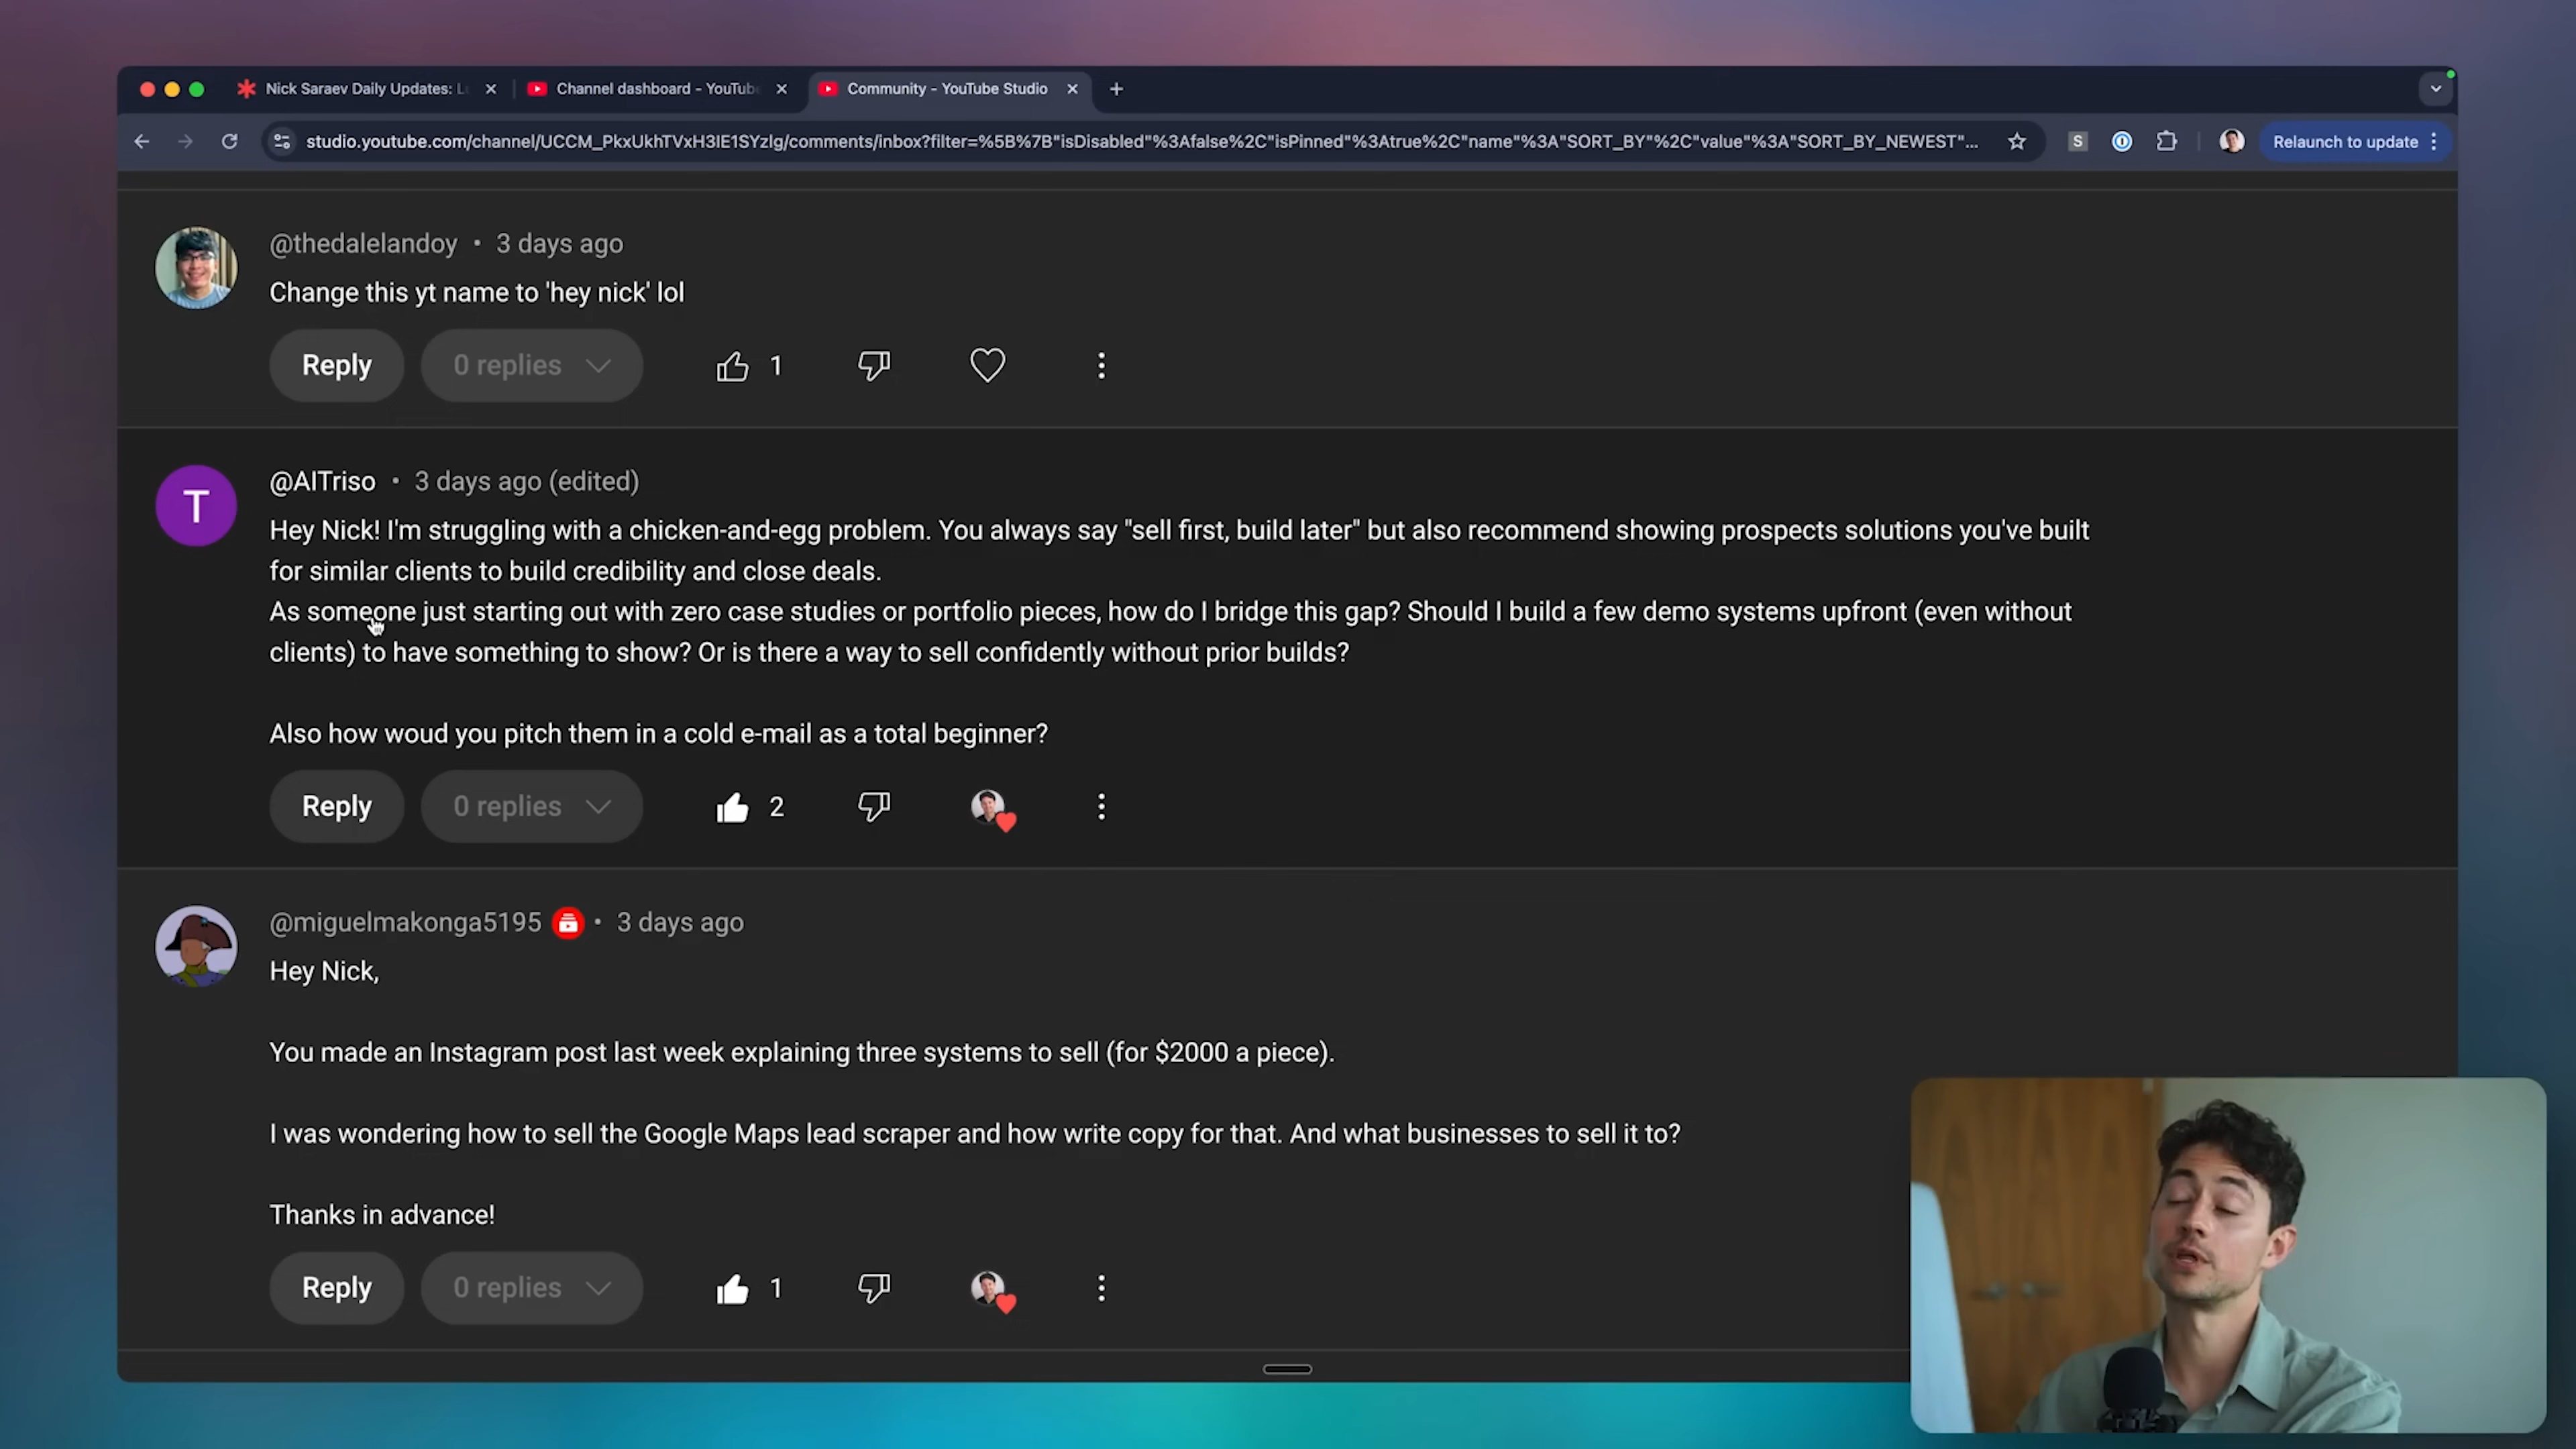 Nick Saraev Daily Updates: L
Channel dashboard - YouTub
Community - YouTube Studio
studio.youtube.com/channel/UCCM_PkxUkhTVxH3IE1SYzIg/comments/inbox?filter=%5B%7B"isDisabled"%3Afalse%2C"isPinned"%3Atrue%2C"name"%3A"SORT_BY"%2C"value"%3A"SORT_BY_NEWEST"...
S
Relaunch to update
@thedalelandoy • 3 days ago
Change this yt name to 'hey nick' lol
Reply
0 replies
1
T
@AITriso • 3 days ago (edited)
Hey Nick! I'm struggling with a chicken-and-egg problem. You always say "sell first, build later" but also recommend showing prospects solutions you've built
for similar clients to build credibility and close deals.
As someone just starting out with zero case studies or portfolio pieces, how do I bridge this gap? Should I build a few demo systems upfront (even without
clients) to have something to show? Or is there a way to sell confidently without prior builds?
Also how woud you pitch them in a cold e-mail as a total beginner?
Reply
0 replies
2
@miguelmakonga5195 • 3 days ago
Hey Nick,
You made an Instagram post last week explaining three systems to sell (for $2000 a piece).
I was wondering how to sell the Google Maps lead scraper and how write copy for that. And what businesses to sell it to?
Thanks in advance!
Reply
0 replies
1